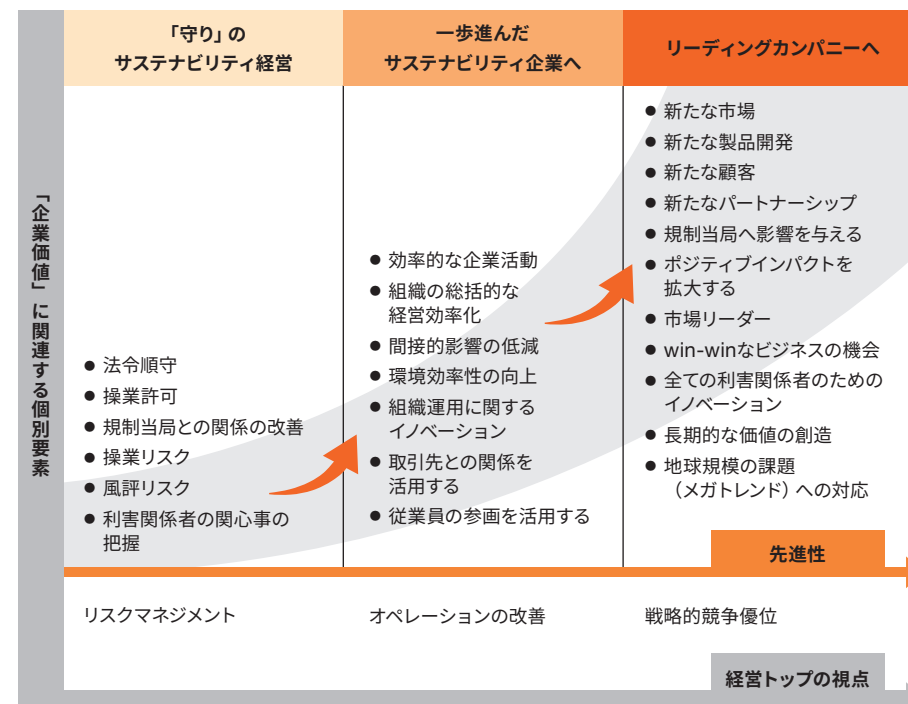 「守り」の
サステナビリティ経営
一歩進んだ
サステナビリティ企業へ
リーディングカンパニーへ
「企業価値」に関連する個別要素
● 法令順守
● 操業許可
● 規制当局との関係の改善
● 操業リスク
● 風評リスク
● 利害関係者の関心事の
把握
● 効率的な企業活動
● 組織の総括的な
経営効率化
● 間接的影響の低減
● 環境効率性の向上
● 組織運用に関する
イノベーション
● 取引先との関係を
活用する
● 従業員の参画を活用する
● 新たな市場
● 新たな製品開発
● 新たな顧客
● 新たなパートナーシップ
● 規制当局へ影響を与える
● ポジティブインパクトを
拡大する
● 市場リーダー
● win-winなビジネスの機会
● 全ての利害関係者のための
イノベーション
● 長期的な価値の創造
● 地球規模の課題
（メガトレンド）への対応
先進性
リスクマネジメント
オペレーションの改善
戦略的競争優位
経営トップの視点